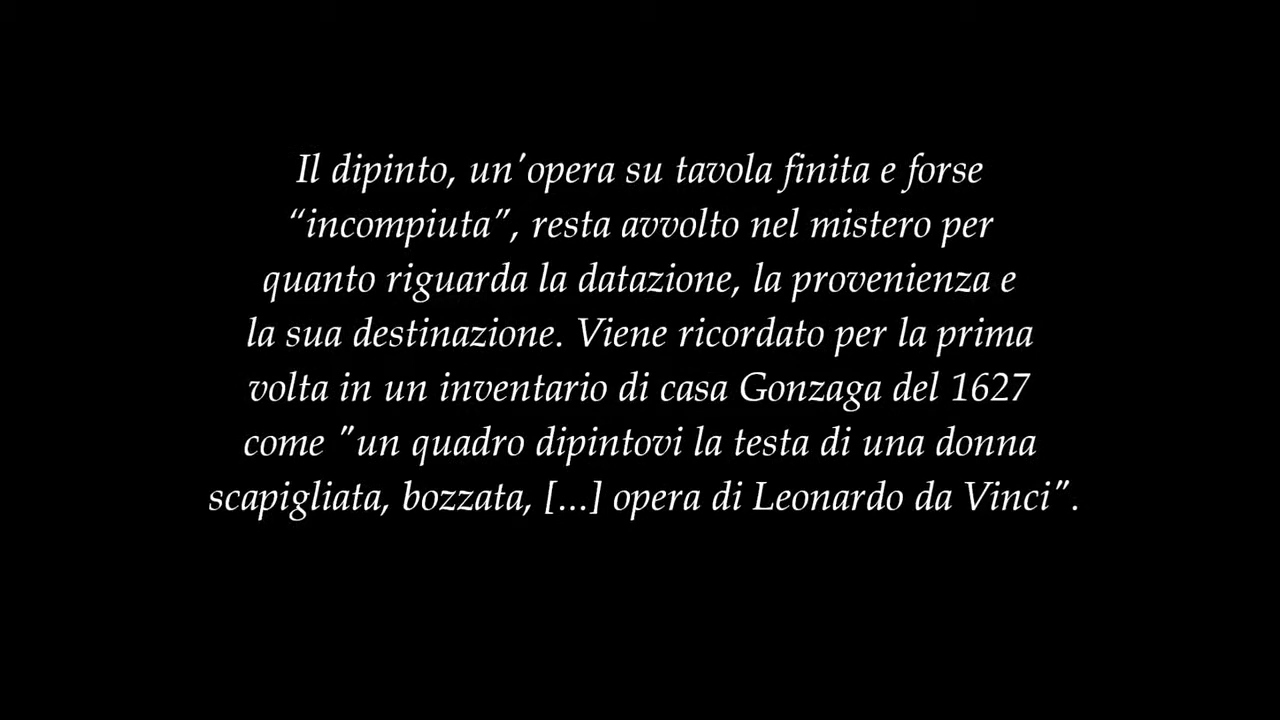 Il dipinto, un'opera su tavola finita e forse
“incompiuta”, resta avvolto nel mistero per
quanto riguarda la datazione, la provenienza e
la sua destinazione. Viene ricordato per la prima
volta in un inventario di casa Gonzaga del 1627
come "un quadro dipintovi la testa di una donna
scapigliata, bozzata, [...] opera di Leonardo da Vinci".